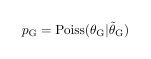 p_G = Poiss(θ_G|θ̃_G)